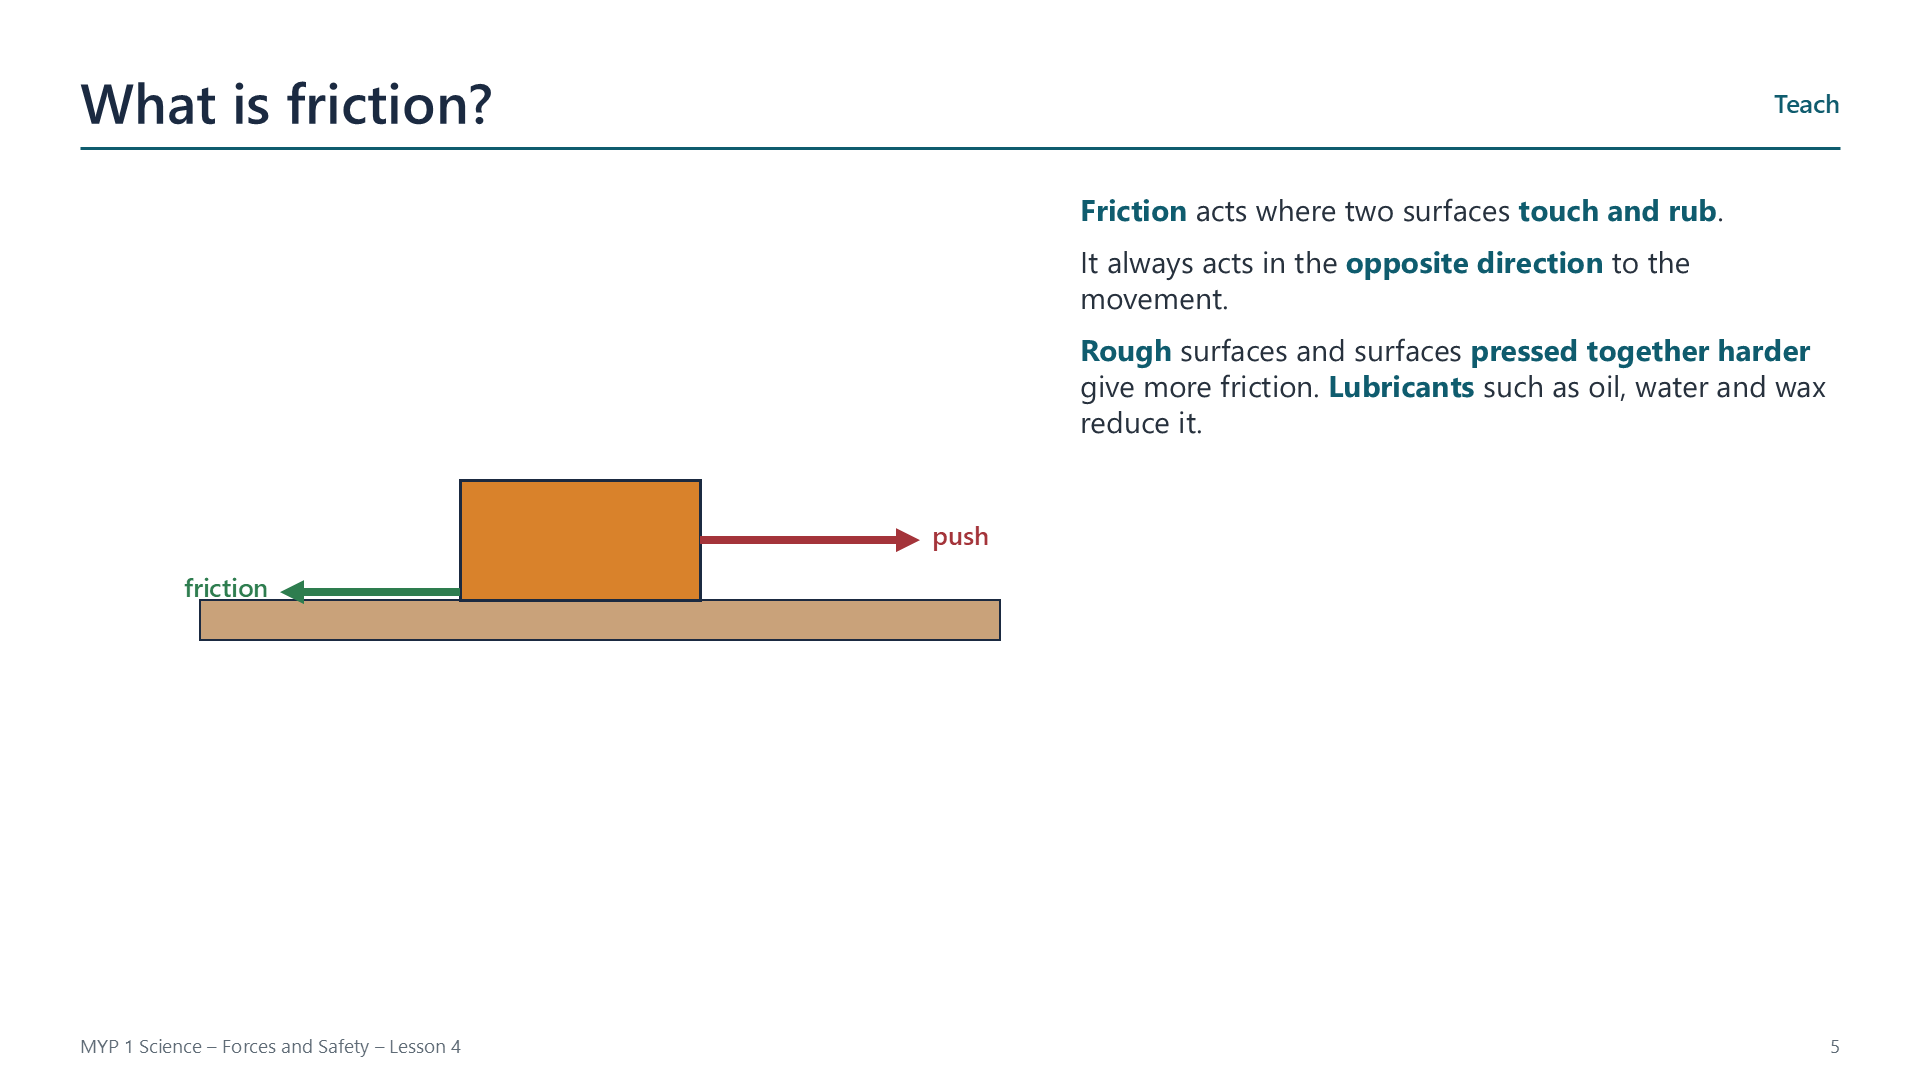 What is friction?
Teach
Friction acts where two surfaces touch and rub.
It always acts in the opposite direction to the
movement.
Rough surfaces and surfaces pressed together harder
give more friction. Lubricants such as oil, water and wax
reduce it.
push
friction
MYP 1 Science – Forces and Safety – Lesson 4
5